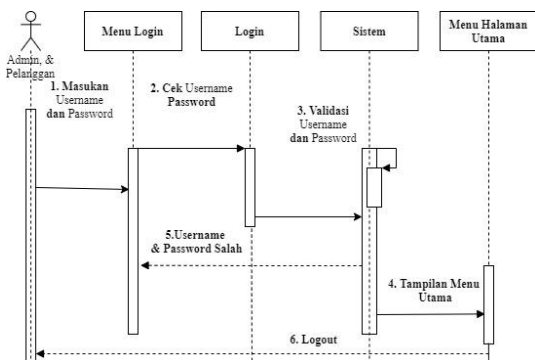 Menu Login
Login
Sistem
Menu Halaman
Utama
Admin, &
Pelanggan
1. Masukan
Username
dan Password
2. Cek Username
Password
3. Validasi
Username
dan Password
5.Username
& Password Salah
4. Tampilan Menu
Utama
6. Logout